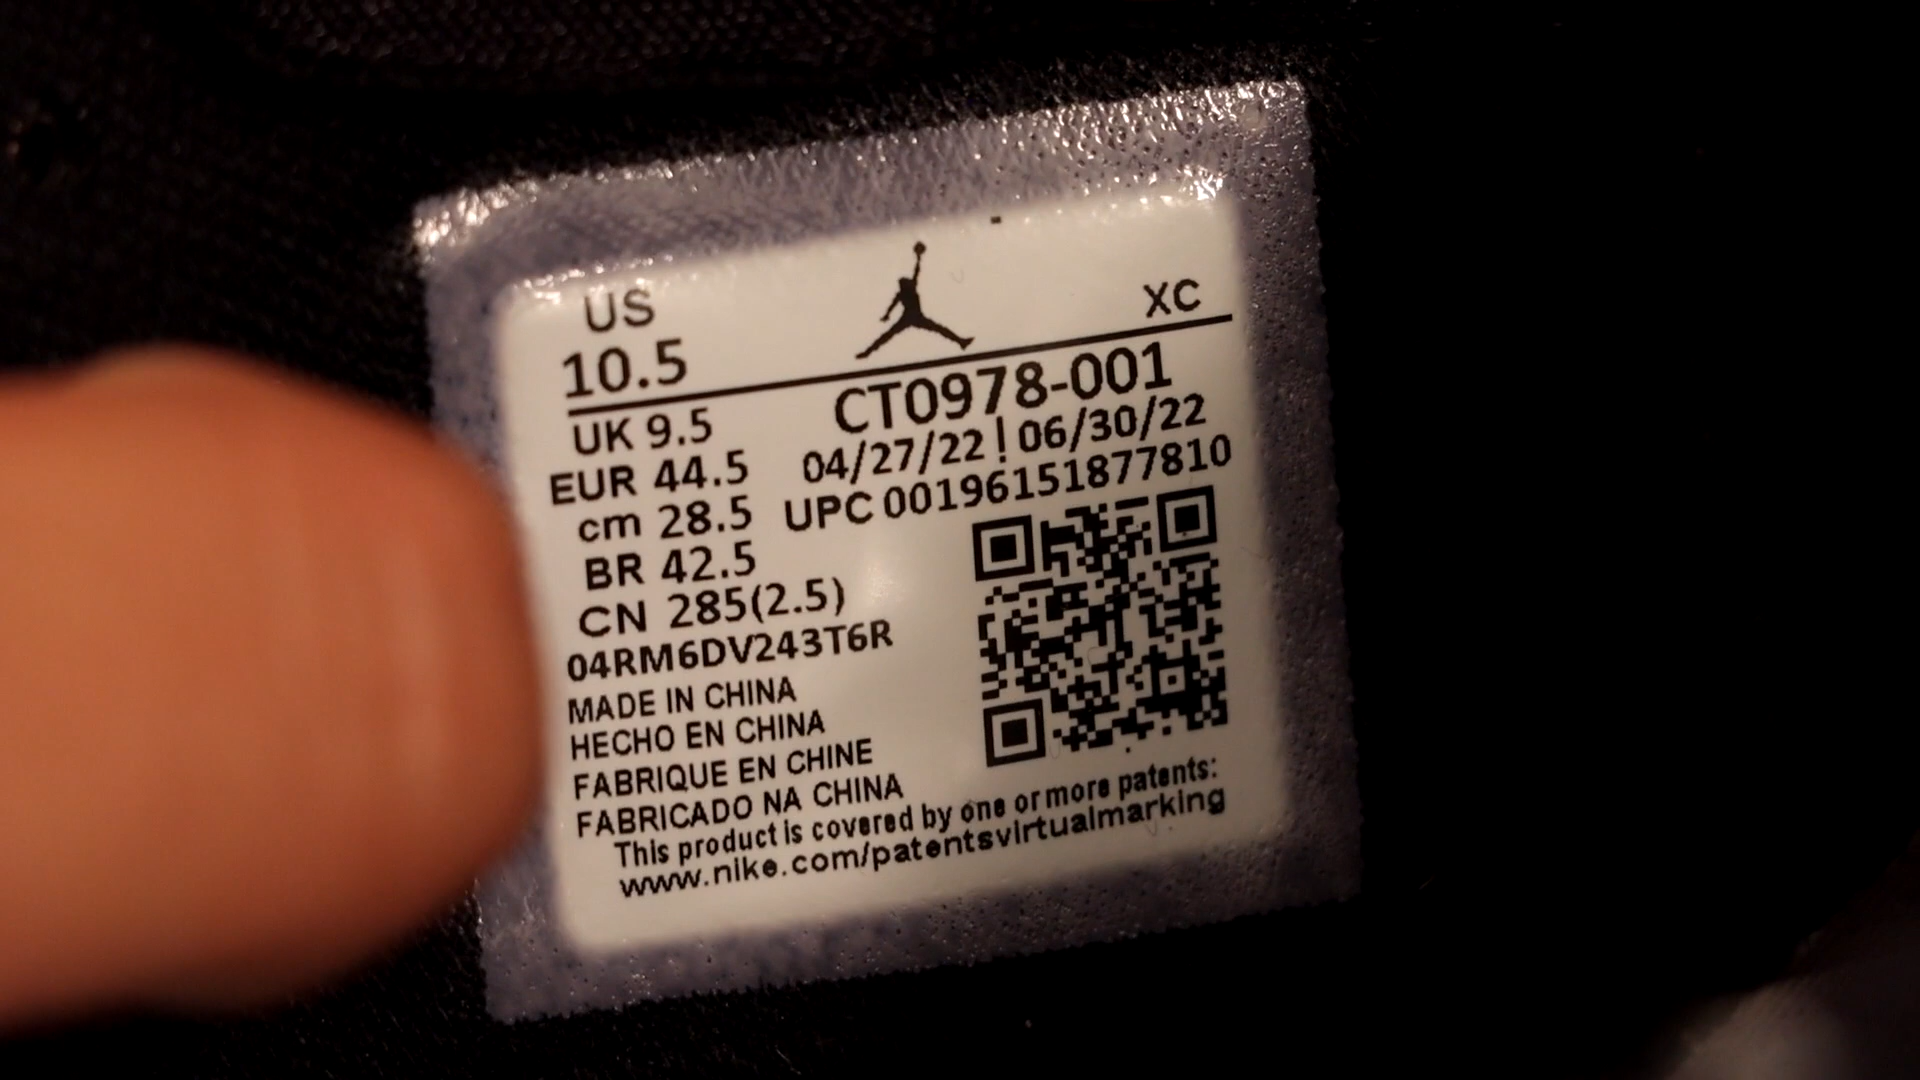 US
10.5
XC
CT0978-001
UK 9.5
04/27/22 ! 06/30/22
EUR 44.5
UPC 00196151877810
cm 28.5
BR 42.5
CN 285(2.5)
04RM6DV243T6R
MADE IN CHINA
HECHO EN CHINA
FABRIQUE EN CHINE
FABRICADO NA CHINA
This product is covered by one or more patents:
www.nike.com/patentsvirtualmarking